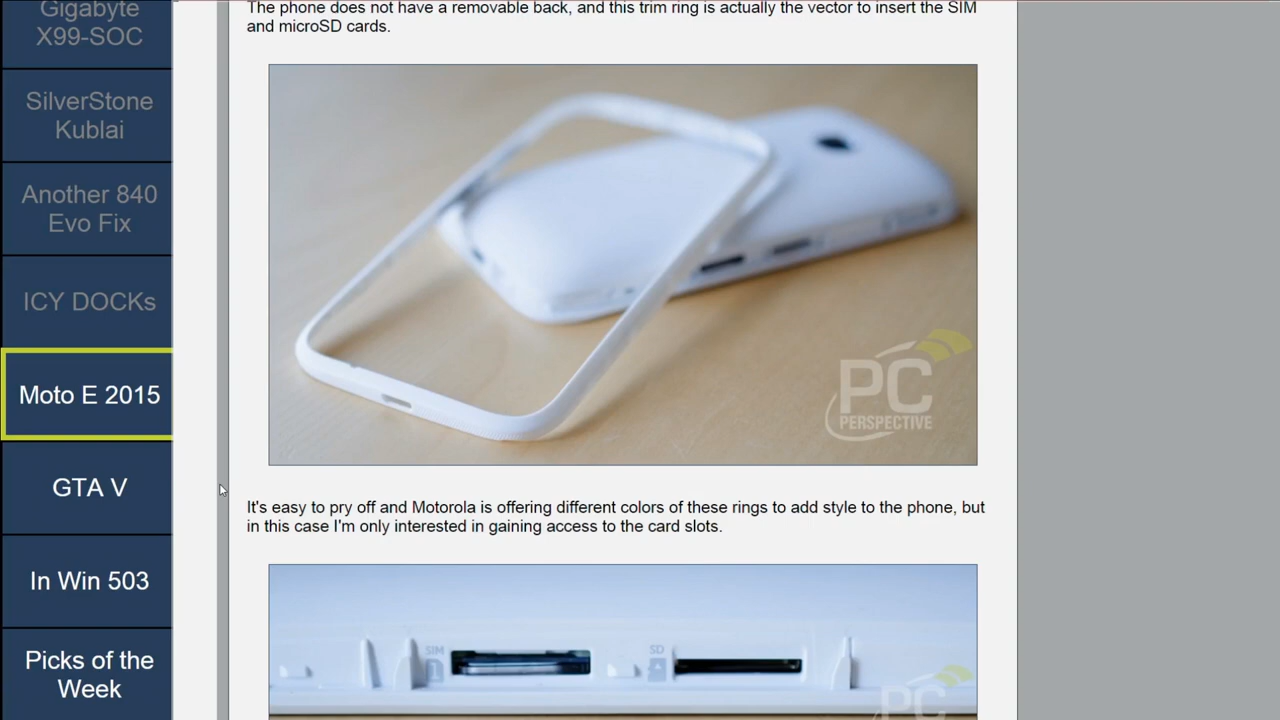 Gigabyte
X99-SOC
SilverStone
Kublai
Another 840
Evo Fix
ICY DOCKs
Moto E 2015
GTA V
In Win 503
Picks of the
Week
The phone does not have a removable back, and this trim ring is actually the vector to insert the SIM
and microSD cards.
PC
PERSPECTIVE
It's easy to pry off and Motorola is offering different colors of these rings to add style to the phone, but
in this case I'm only interested in gaining access to the card slots.
SIM
1
SD
PC